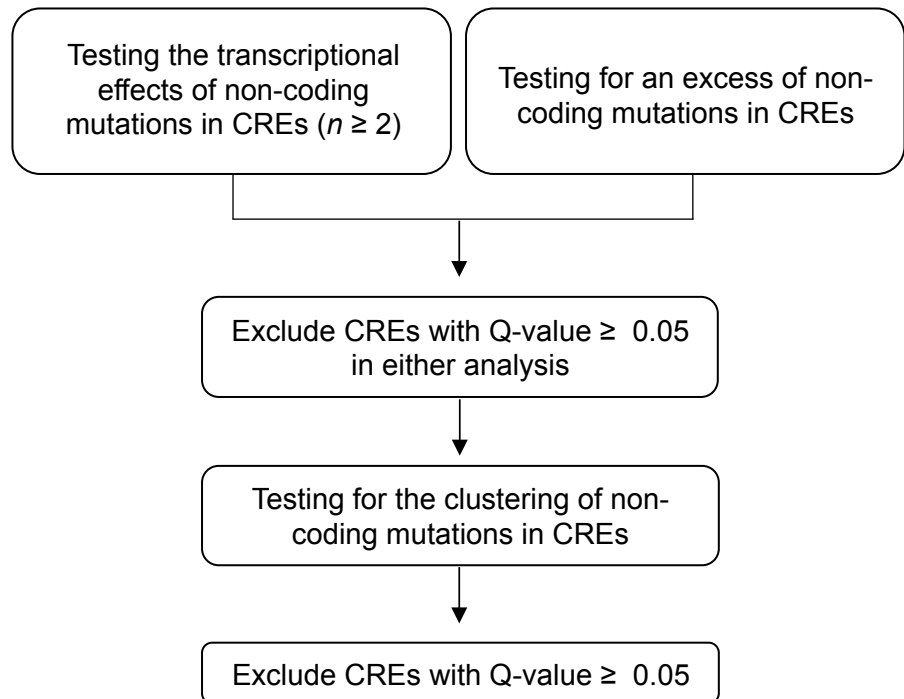 Testing the transcriptional
effects of non-coding
mutations in CREs (n ≥ 2)
Testing for an excess of non-
coding mutations in CREs
Exclude CREs with Q-value ≥ 0.05
in either analysis
Testing for the clustering of non-
coding mutations in CREs
Exclude CREs with Q-value ≥ 0.05